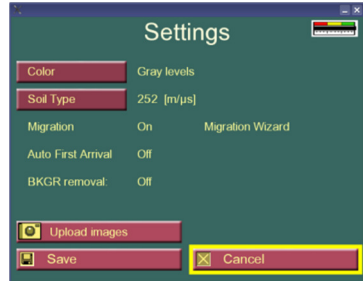 Settings
Color Gray levels
Soil Type 252 [m/µs]
Migration On Migration Wizard
Auto First Arrival Off
BKGR removal: Off
Upload images
Save Cancel